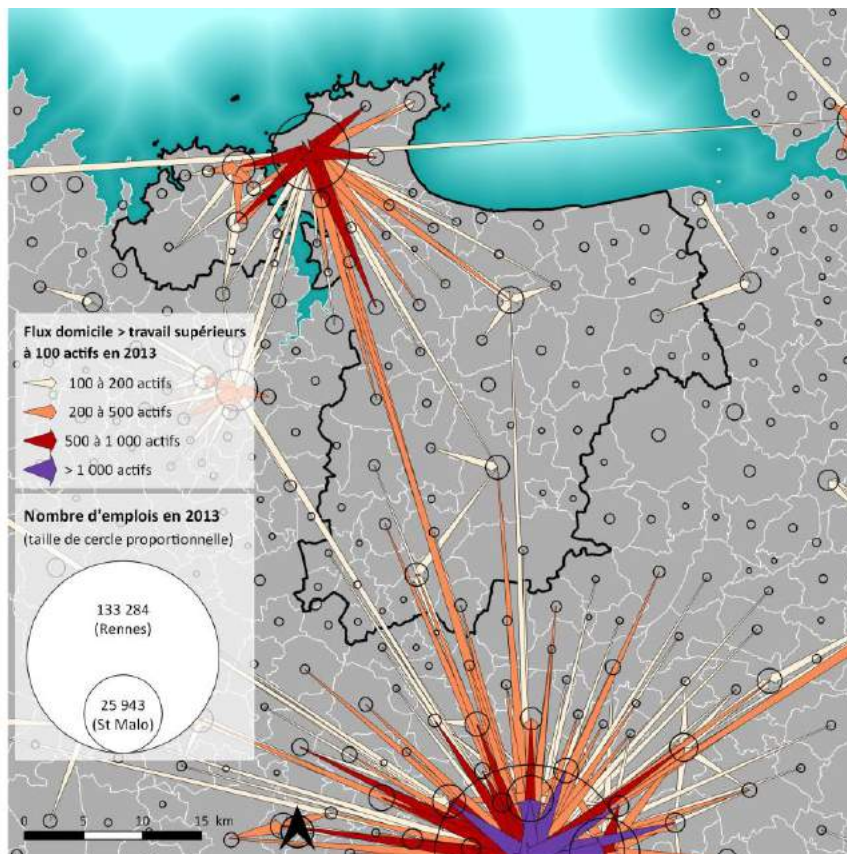 Flux domicile > travail supérieurs
à 100 actifs en 2013
100 à 200 actifs
200 à 500 actifs
500 à 1 000 actifs
> 1 000 actifs
Nombre d'emplois en 2013
(taille de cercle proportionnelle)
133 284
(Rennes)
25 943
(St Malo)
0 5 10 15 km